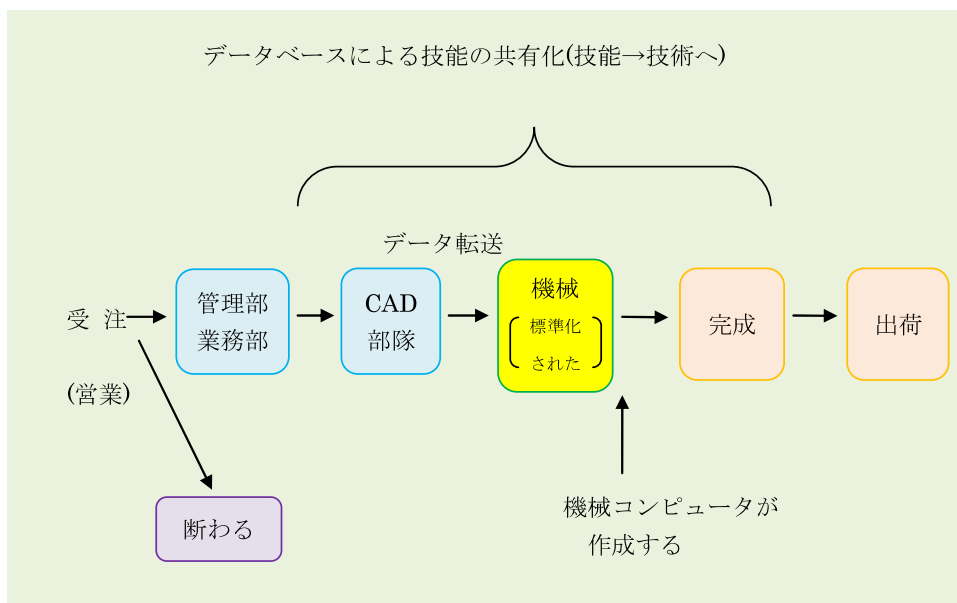 データベースによる技能の共有化(技能→技術へ)
データ転送
受 注
(営業)
管理部
業務部
CAD
部隊
機械
標準化
された
完成
出荷
断わる
機械コンピュータが
作成する